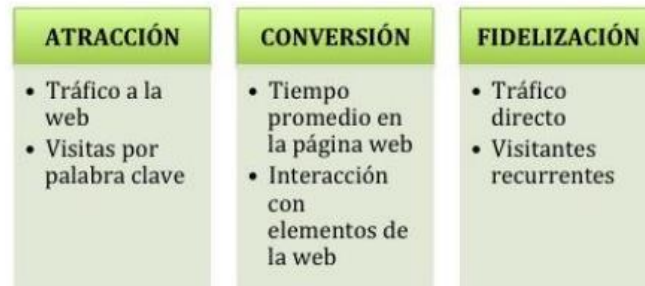 ATRACCIÓN
• Tráfico a la
web
• Visitas por
palabra clave
CONVERSIÓN
• Tiempo
promedio en
la página web
• Interacción
con
elementos de
la web
FIDELIZACIÓN
• Tráfico
directo
• Visitantes
recurrentes